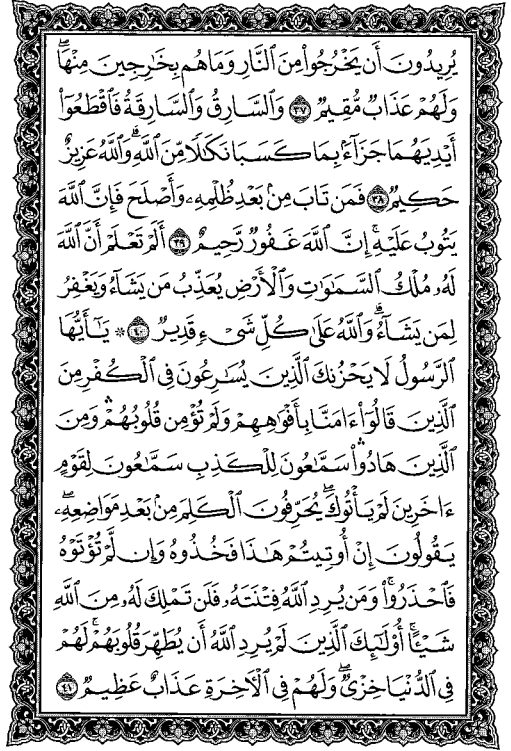 يُرِيدُونَ أَن يَخْرُجُوا۟ مِنَ ٱلنَّارِ وَمَا هُم بِخَٰرِجِينَ مِنْهَا ۖ
وَلَهُمْ عَذَابٌ مُّقِيمٌ ٣٧ وَٱلسَّارِقُ وَٱلسَّارِقَةُ فَٱقْطَعُوٓا۟
أَيْدِيَهُمَا جَزَآءًۢ بِمَا كَسَبَا نَكَٰلًا مِّنَ ٱللَّهِ ۗ وَٱللَّهُ عَزِيزٌ
حَكِيمٌ ٣٨ فَمَن تَابَ مِنۢ بَعْدِ ظُلْمِهِۦ وَأَصْلَحَ فَإِنَّ ٱللَّهَ
يَتُوبُ عَلَيْهِ ۗ إِنَّ ٱللَّهَ غَفُورٌ رَّحِيمٌ ٣٩ أَلَمْ تَعْلَمْ أَنَّ ٱللَّهَ
لَهُۥ مُلْكُ ٱلسَّمَٰوَٰتِ وَٱلْأَرْضِ يُعَذِّبُ مَن يَشَآءُ وَيَغْفِرُ
لِمَن يَشَآءُ ۗ وَٱللَّهُ عَلَىٰ كُلِّ شَىْءٍ قَدِيرٌ ٤٠ ۞ يَٰٓأَيُّهَا
ٱلرَّسُولُ لَا يَحْزُنكَ ٱلَّذِينَ يُسَٰرِعُونَ فِى ٱلْكُفْرِ مِنَ
ٱلَّذِينَ قَالُوٓا۟ ءَامَنَّا بِأَفْوَٰهِهِمْ وَلَمْ تُؤْمِن قُلُوبُهُمْ ۛ وَمِنَ
ٱلَّذِينَ هَادُوا۟ ۛ سَمَّٰعُونَ لِلْكَذِبِ سَمَّٰعُونَ لِقَوْمٍ
ءَاخَرِينَ لَمْ يَأْتُوكَ ۖ يُحَرِّفُونَ ٱلْكَلِمَ مِنۢ بَعْدِ مَوَاضِعِهِۦ ۖ
يَقُولُونَ إِنْ أُوتِيتُمْ هَٰذَا فَخُذُوهُ وَإِن لَّمْ تُؤْتَوْهُ
فَٱحْذَرُوا۟ ۚ وَمَن يُرِدِ ٱللَّهُ فِتْنَتَهُۥ فَلَن تَمْلِكَ لَهُۥ مِنَ ٱللَّهِ
شَيْـًٔا ۚ أُو۟لَٰٓئِكَ ٱلَّذِينَ لَمْ يُرِدِ ٱللَّهُ أَن يُطَهِّرَ قُلُوبَهُمْ ۚ لَهُمْ
فِى ٱلدُّنْيَا خِزْىٌ ۖ وَلَهُمْ فِى ٱلْءَاخِرَةِ عَذَابٌ عَظِيمٌ ٤١